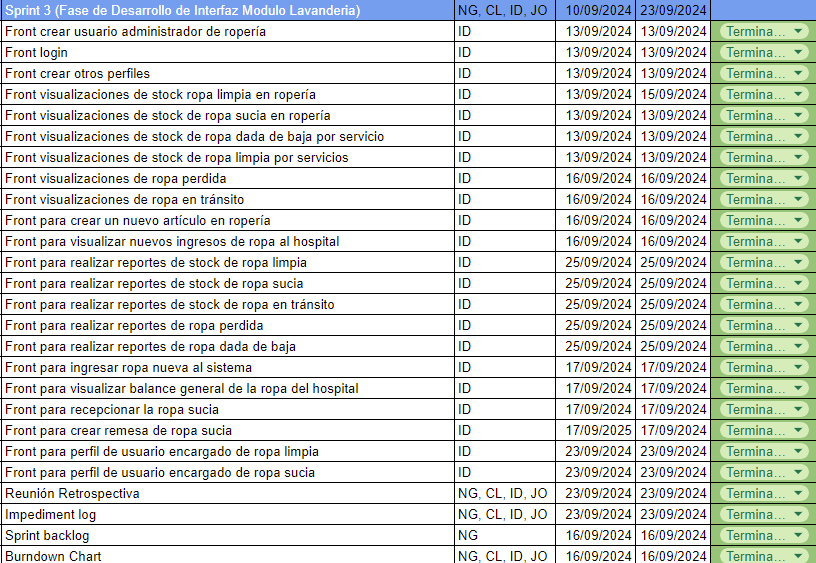 Sprint 3 (Fase de Desarrollo de Interfaz Modulo Lavanderia) NG, CL, ID, JO 10/09/2024 23/09/2024
Front crear usuario administrador de ropería ID 13/09/2024 13/09/2024 Termina...
Front login ID 13/09/2024 13/09/2024 Termina...
Front crear otros perfiles ID 13/09/2024 13/09/2024 Termina...
Front visualizaciones de stock ropa limpia en ropería ID 13/09/2024 15/09/2024 Termina...
Front visualizaciones de stock de ropa sucia en ropería ID 13/09/2024 13/09/2024 Termina...
Front visualizaciones de stock de ropa dada de baja por servicio ID 13/09/2024 13/09/2024 Termina...
Front visualizaciones de stock de ropa limpia por servicios ID 13/09/2024 13/09/2024 Termina...
Front visualizaciones de ropa perdida ID 16/09/2024 16/09/2024 Termina...
Front visualizaciones de ropa en tránsito ID 16/09/2024 16/09/2024 Termina...
Front para crear un nuevo artículo en ropería ID 16/09/2024 16/09/2024 Termina...
Front para visualizar nuevos ingresos de ropa al hospital ID 16/09/2024 16/09/2024 Termina...
Front para realizar reportes de stock de ropa limpia ID 25/09/2024 25/09/2024 Termina...
Front para realizar reportes de stock de ropa sucia ID 25/09/2024 25/09/2024 Termina...
Front para realizar reportes de stock de ropa en tránsito ID 25/09/2024 25/09/2024 Termina...
Front para realizar reportes de ropa perdida ID 25/09/2024 25/09/2024 Termina...
Front para realizar reportes de ropa dada de baja ID 25/09/2024 25/09/2024 Termina...
Front para ingresar ropa nueva al sistema ID 17/09/2024 17/09/2024 Termina...
Front para visualizar balance general de la ropa del hospital ID 17/09/2024 17/09/2024 Termina...
Front para recepcionar la ropa sucia ID 17/09/2024 17/09/2024 Termina...
Front para crear remesa de ropa sucia ID 17/09/2025 17/09/2024 Termina...
Front para perfil de usuario encargado de ropa limpia ID 23/09/2024 23/09/2024 Termina...
Front para perfil de usuario encargado de ropa sucia ID 23/09/2024 23/09/2024 Termina...
Reunión Retrospectiva NG, CL, ID, JO 23/09/2024 23/09/2024 Termina...
Impediment log NG, CL, ID, JO 23/09/2024 23/09/2024 Termina...
Sprint backlog NG 16/09/2024 16/09/2024 Termina...
Burndown Chart NG, CL, ID, JO 16/09/2024 16/09/2024 Termina...